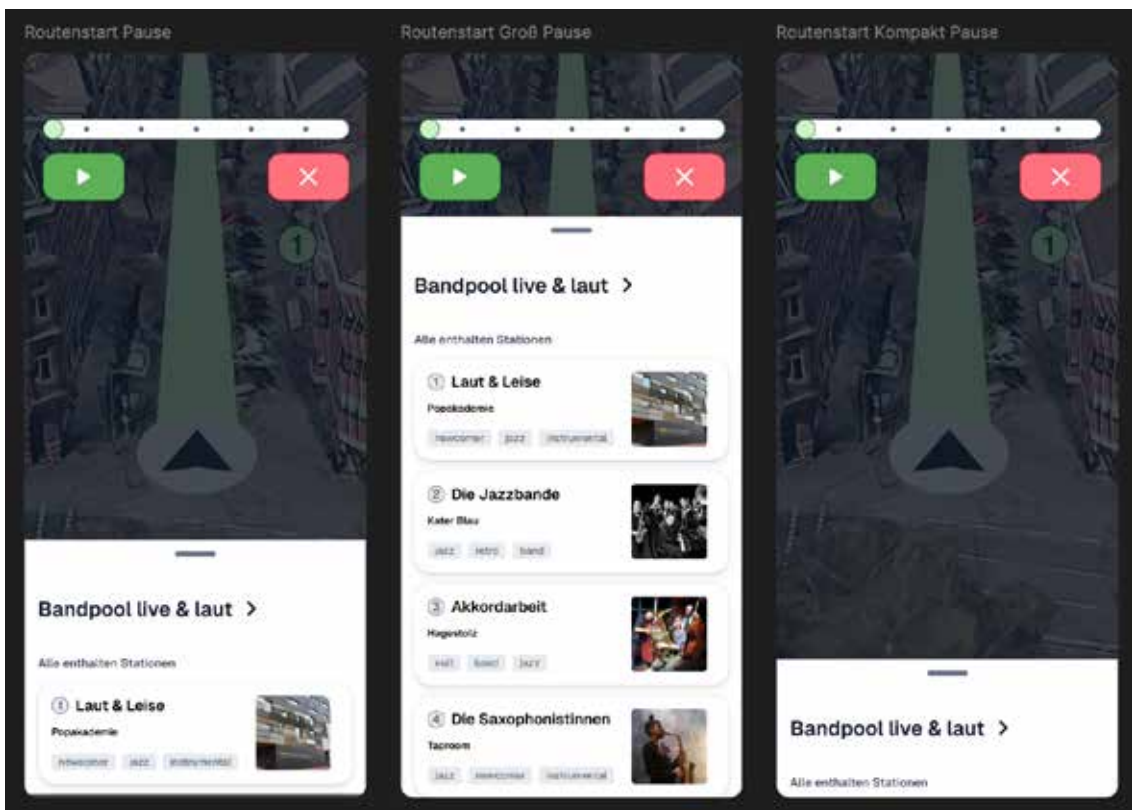 Routenstart Pause
1
Bandpool live & laut
Alle enthalten Stationen
1 Laut & Leise
Popakademie
newcomer jazz instrumental
Routenstart Groß Pause
Bandpool live & laut
Alle enthalten Stationen
1 Laut & Leise
Popakademie
newcomer jazz instrumental
2 Die Jazzbande
Kater Blau
jazz retro band
3 Akkordarbeit
Hagestolz
band jazz
4 Die Saxophonistinnen
Taproom
jazz newcomer instrumental
Routenstart Kompakt Pause
1
Bandpool live & laut
Alle enthalten Stationen